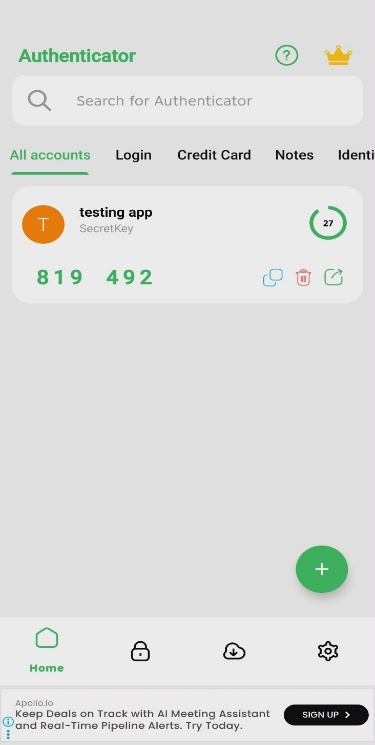 Authenticator
?
Search for Authenticator
All accounts Login Credit Card Notes Identi
T
testing app
SecretKey
27
819 492
Home
Apollo.io
Keep Deals on Track with AI Meeting Assistant
and Real-Time Pipeline Alerts. Try Today.
SIGN UP